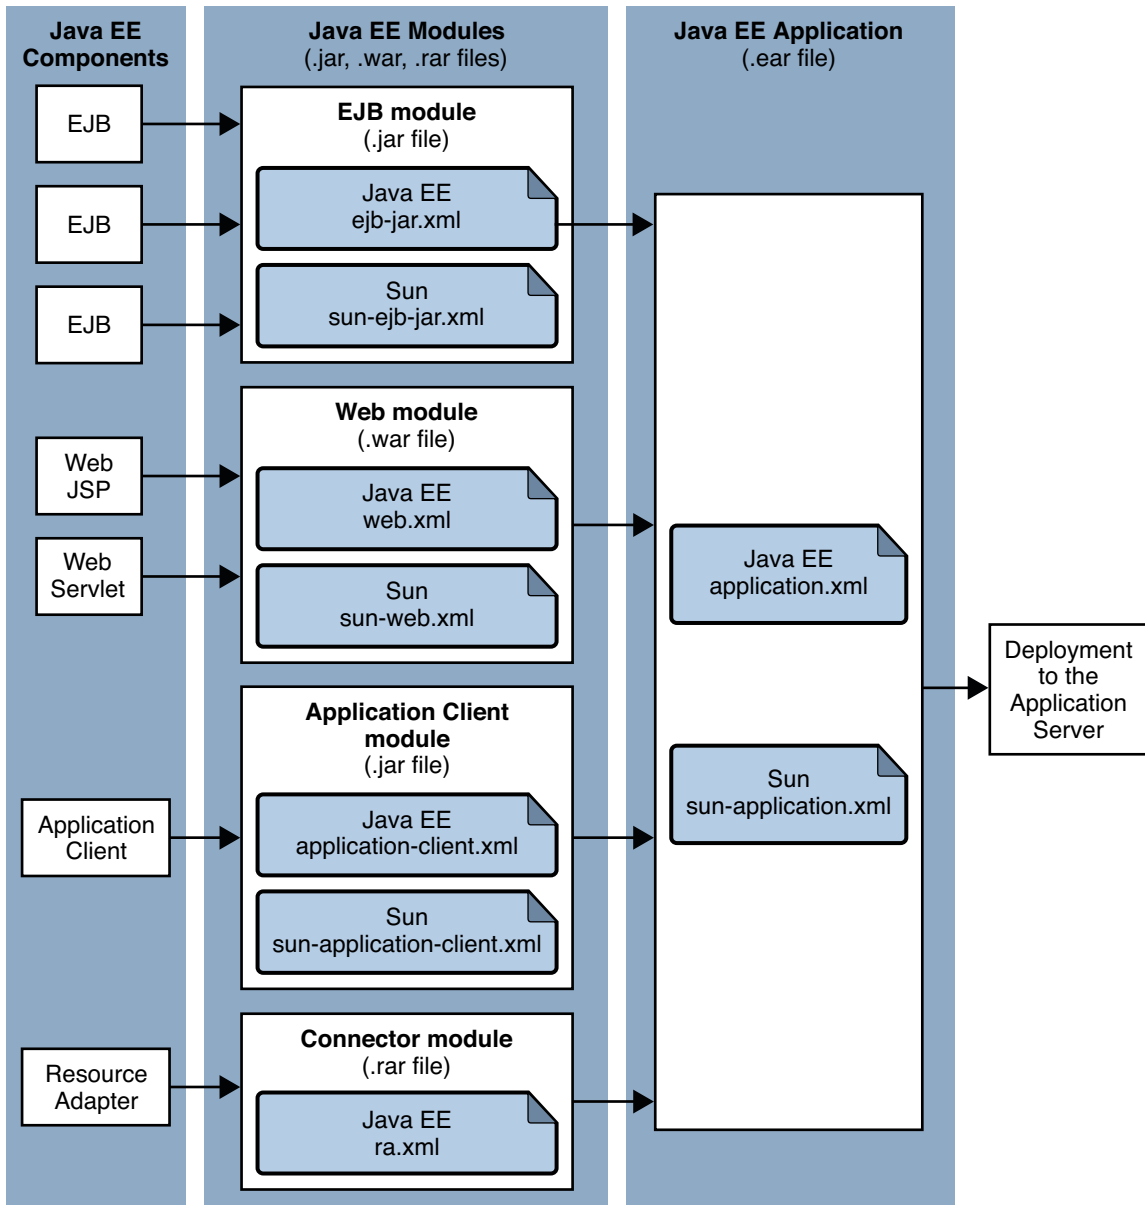 Java EE
Components
EJB
EJB
EJB
Web
JSP
Web
Servlet
Application
Client
Resource
Adapter
Java EE Modules
(.jar, .war, .rar files)
EJB module
(.jar file)
Java EE
ejb-jar.xml
Sun
sun-ejb-jar.xml
Web module
(.war file)
Java EE
web.xml
Sun
sun-web.xml
Application Client
module
(.jar file)
Java EE
application-client.xml
Sun
sun-application-client.xml
Connector module
(.rar file)
Java EE
ra.xml
Java EE Application
(.ear file)
Java EE
application.xml
Sun
sun-application.xml
Deployment
to the
Application
Server